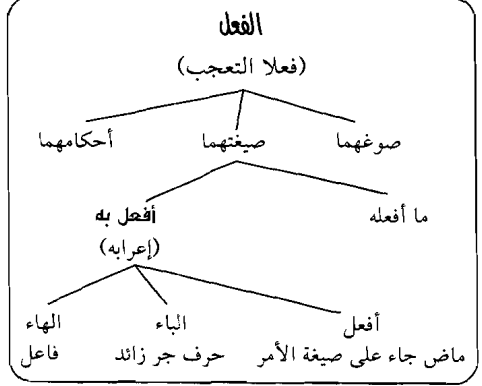 الفعل
(فعلا التعجب)
صوغهما صيغتهما أحكامهما
ما أفعله أفعل به
(إعرابه)
أفعل الباء الهاء
ماض جاء على صيغة الأمر حرف جر زائد فاعل